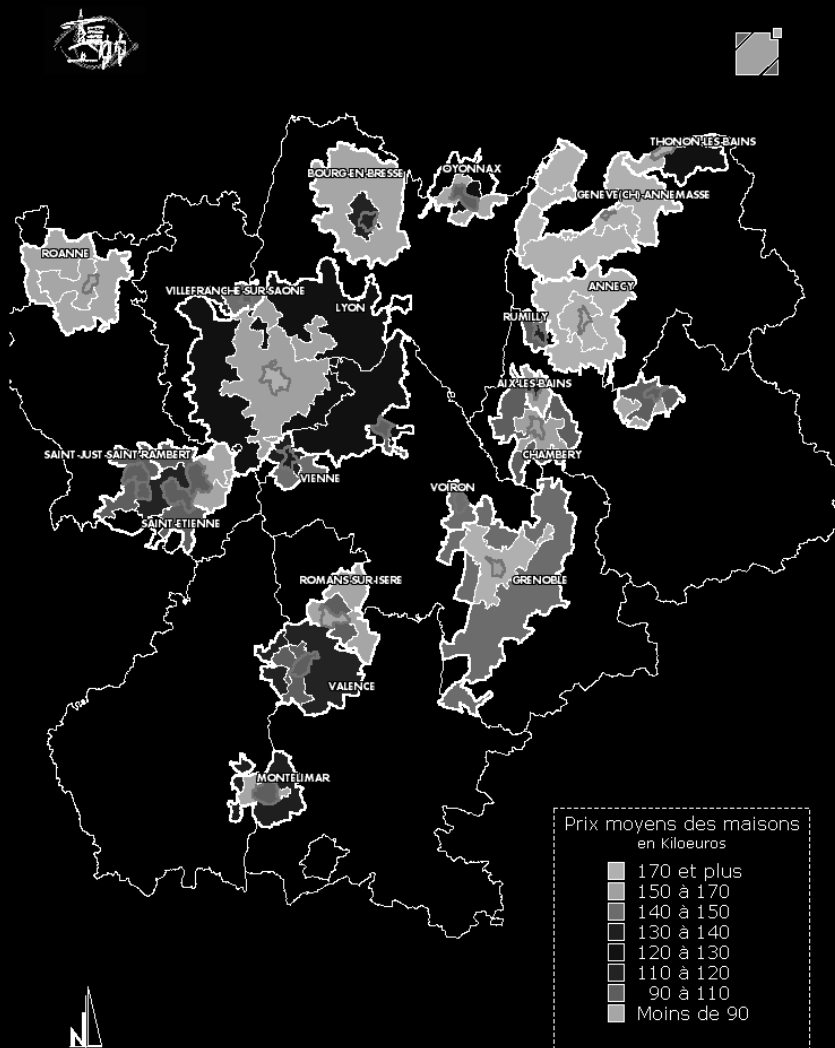 THONON-LES-BAINS
BOURG-EN-BRESSE
OYONNAX
GENEVE(CH)-ANNEMASSE
ROANNE
ANNECY
VILLEFRANCHE-SUR-SAONE
LYON
RUMILLY
AIX-LES-BAINS
SAINT-JUST-SAINT-RAMBERT
CHAMBERY
VIENNE
VOIRON
SAINT-ETIENNE
ROMANS-SUR-ISERE
GRENOBLE
VALENCE
MONTELIMAR
Prix moyens des maisons
en Kiloeuros
170 et plus
150 à 170
140 à 150
130 à 140
120 à 130
110 à 120
90 à 110
Moins de 90
N